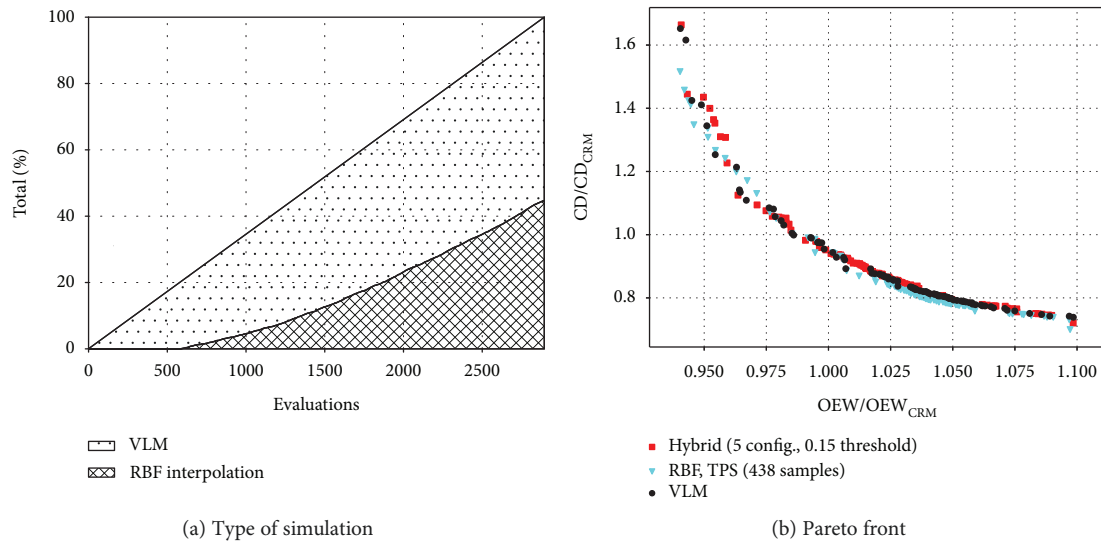 100
80
60
40
20
0
Total (%)
0
500
1000
1500
2000
2500
Evaluations
VLM
RBF interpolation
(a) Type of simulation
1.6
1.4
1.2
1.0
0.8
CD/CD_CRM
0.950
0.975
1.000
1.025
1.050
1.075
1.100
OEW/OEW_CRM
Hybrid (5 config., 0.15 threshold)
RBF, TPS (438 samples)
VLM
(b) Pareto front